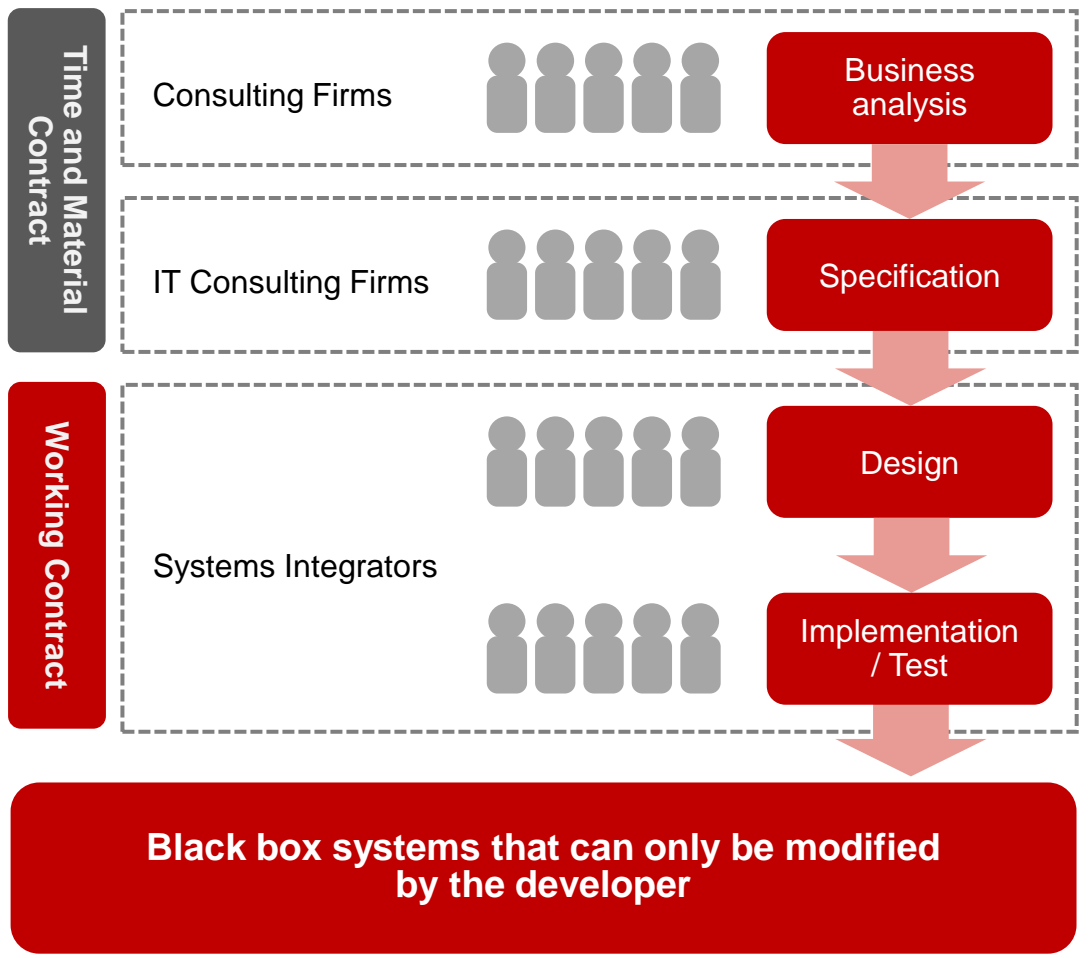 Time and Material
Contract
Consulting Firms
Business
analysis
IT Consulting Firms
Specification
Working Contract
Systems Integrators
Design
Implementation
/ Test
Black box systems that can only be modified
by the developer